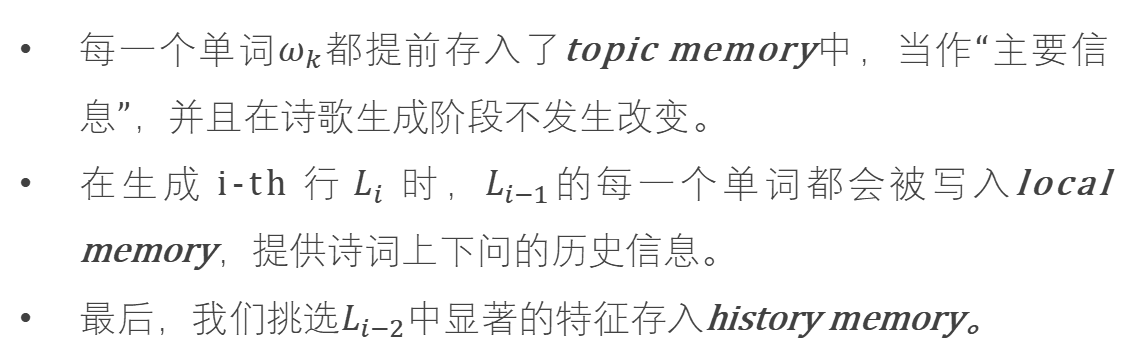 • 每一个单词ωₖ都提前存入了topic memory中，当作“主要信
息”，并且在诗歌生成阶段不发生改变。
• 在生成 i-th 行 Lᵢ 时，Lᵢ₋₁的每一个单词都会被写入local
memory，提供诗词上下问的历史信息。
• 最后，我们挑选Lᵢ₋₂中显著的特征存入history memory。